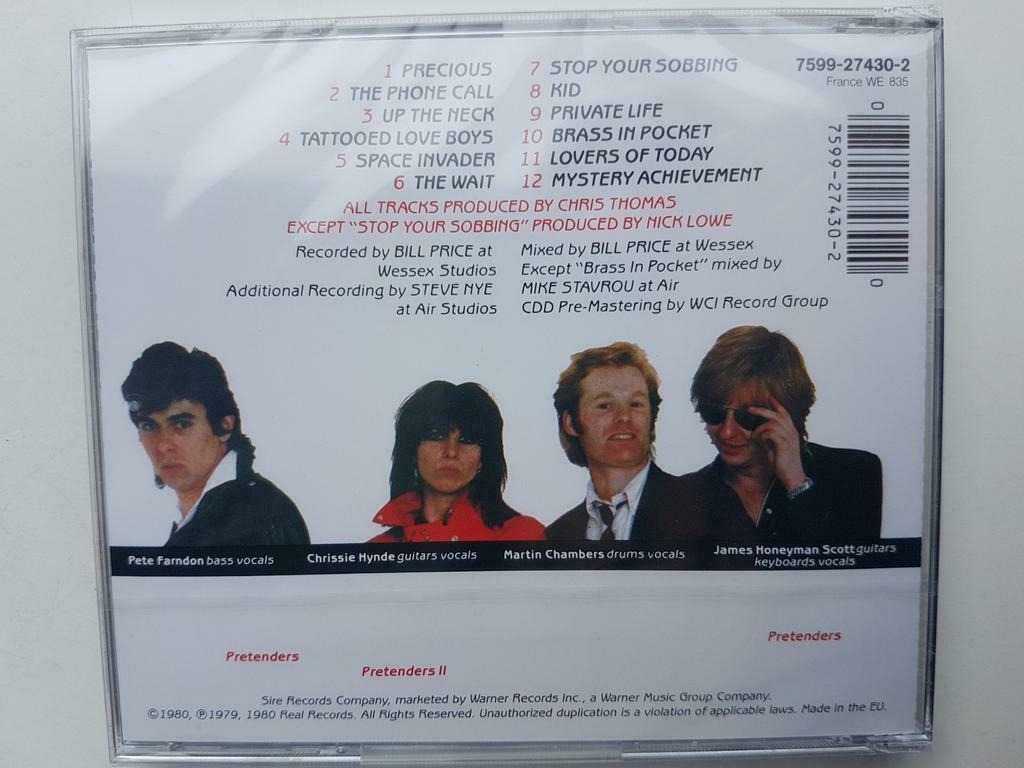 1 PRECIOUS
2 THE PHONE CALL
3 UP THE NECK
4 TATTOOED LOVE BOYS
5 SPACE INVADER
6 THE WAIT
7 STOP YOUR SOBBING
8 KID
9 PRIVATE LIFE
10 BRASS IN POCKET
11 LOVERS OF TODAY
12 MYSTERY ACHIEVEMENT
7599-27430-2
France WE 835
0 7599-27430-2 0
ALL TRACKS PRODUCED BY CHRIS THOMAS
EXCEPT "STOP YOUR SOBBING" PRODUCED BY NICK LOWE
Recorded by BILL PRICE at
Wessex Studios
Additional Recording by STEVE NYE
at Air Studios
Mixed by BILL PRICE at Wessex
Except "Brass In Pocket" mixed by
MIKE STAVROU at Air
CDD Pre-Mastering by WCI Record Group
Pete Farndon bass vocals
Chrissie Hynde guitars vocals
Martin Chambers drums vocals
James Honeyman Scott guitars
keyboards vocals
Pretenders
Pretenders II
Pretenders
Sire Records Company, marketed by Warner Records Inc., a Warner Music Group Company.
©1980, ℗1979, 1980 Real Records. All Rights Reserved. Unauthorized duplication is a violation of applicable laws. Made in the EU.